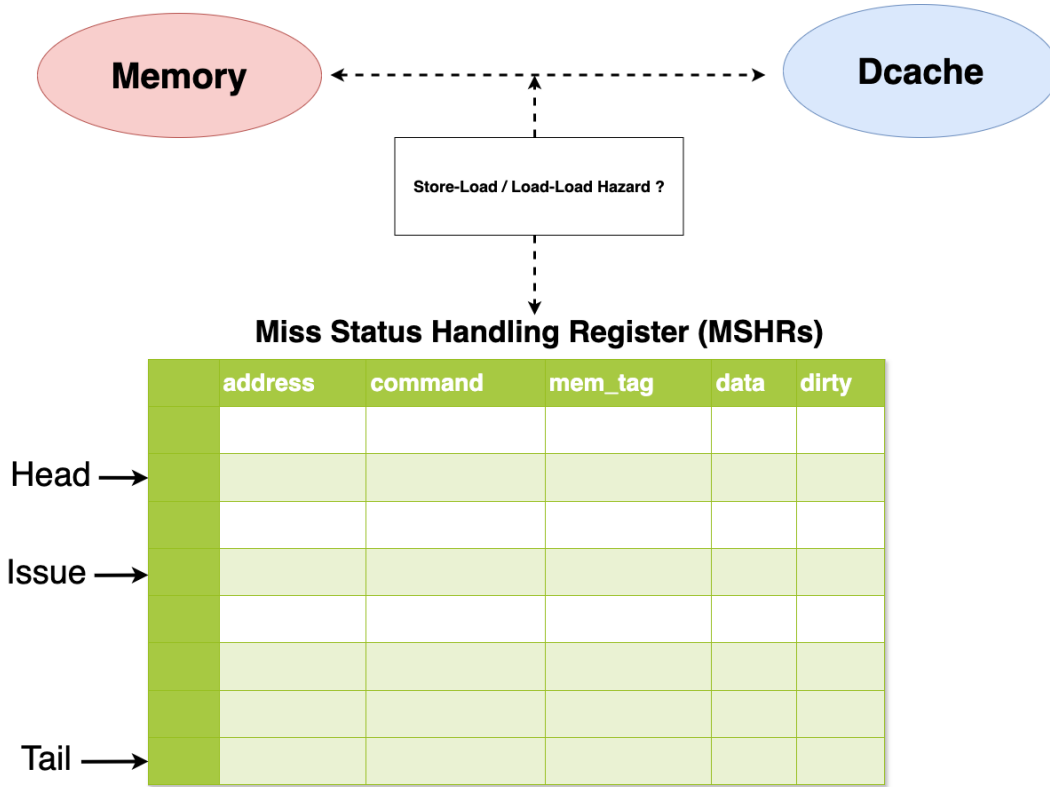 Memory
Dcache
Store-Load / Load-Load Hazard ?
Miss Status Handling Register (MSHRs)
address command mem_tag data dirty
Head
Issue
Tail